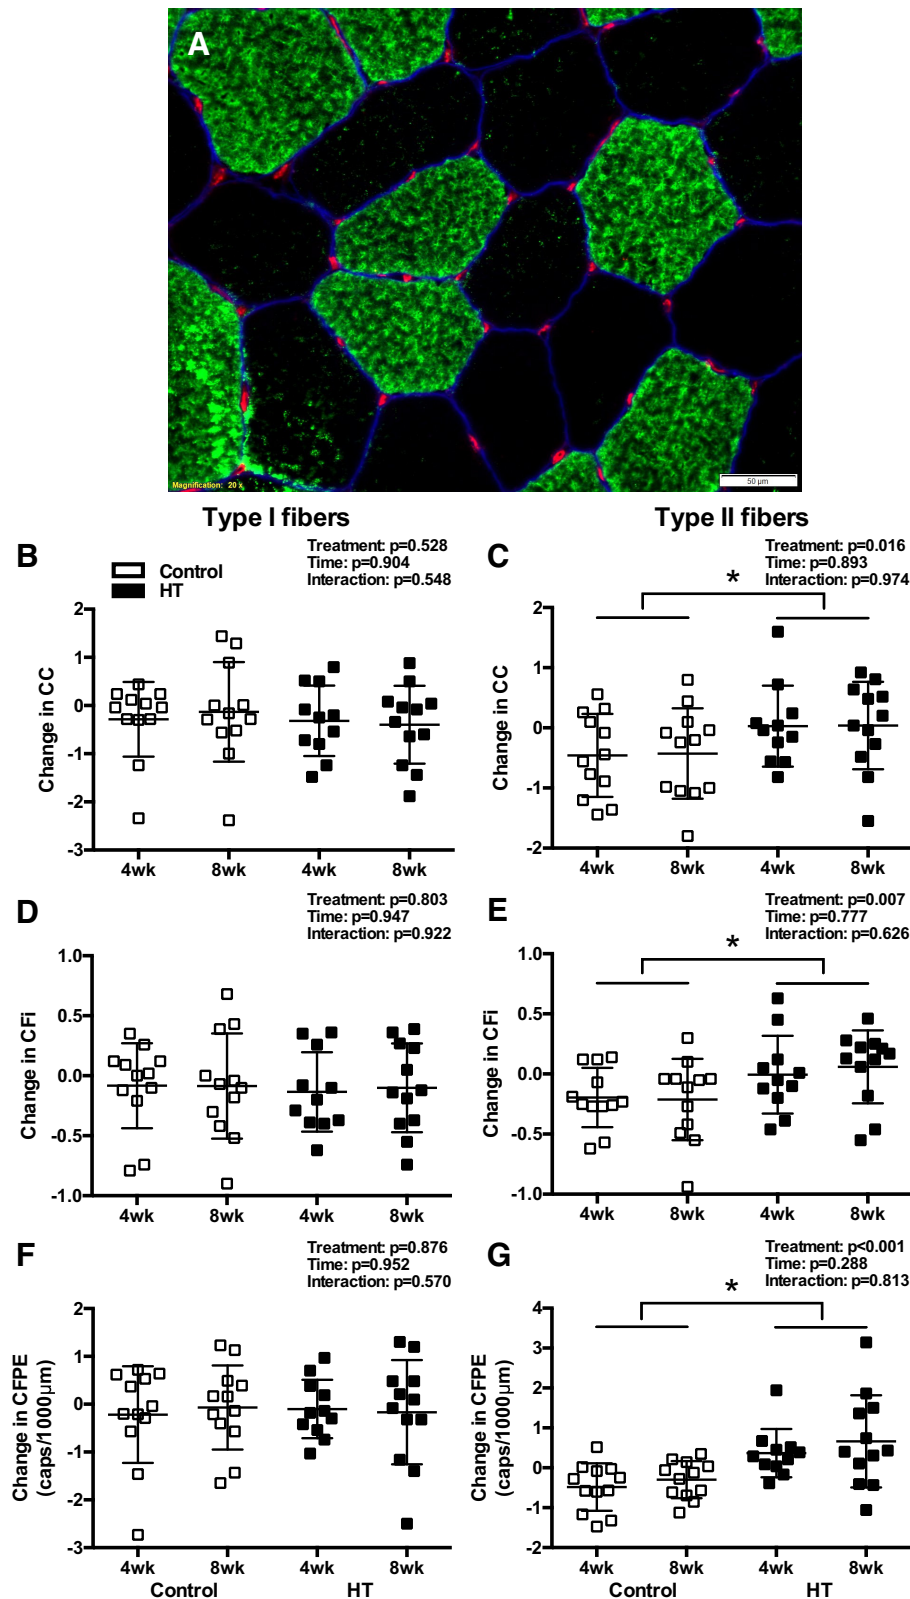 A
Magnification: 20 x
50 µm
Type I fibers
Type II fibers
B
Treatment: p=0.528
Time: p=0.904
Interaction: p=0.548
Control
HT
Change in CC
2
1
0
-1
-2
-3
4wk 8wk 4wk 8wk
C
Treatment: p=0.016
Time: p=0.893
Interaction: p=0.974
*
Change in CC
2
1
0
-1
-2
4wk 8wk 4wk 8wk
D
Treatment: p=0.803
Time: p=0.947
Interaction: p=0.922
Change in CFi
1.0
0.5
0.0
-0.5
-1.0
4wk 8wk 4wk 8wk
E
Treatment: p=0.007
Time: p=0.777
Interaction: p=0.626
*
Change in CFi
1.0
0.5
0.0
-0.5
-1.0
4wk 8wk 4wk 8wk
F
Treatment: p=0.876
Time: p=0.952
Interaction: p=0.570
Change in CFPE
(caps/1000µm)
2
1
0
-1
-2
-3
4wk 8wk 4wk 8wk
Control HT
G
Treatment: p<0.001
Time: p=0.288
Interaction: p=0.813
*
Change in CFPE
(caps/1000µm)
4
3
2
1
0
-1
-2
4wk 8wk 4wk 8wk
Control HT